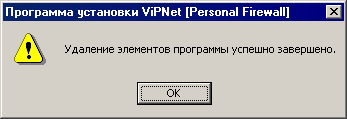 Программа установки ViPNet [Personal Firewall]
Удаление элементов программы успешно завершено.
OK